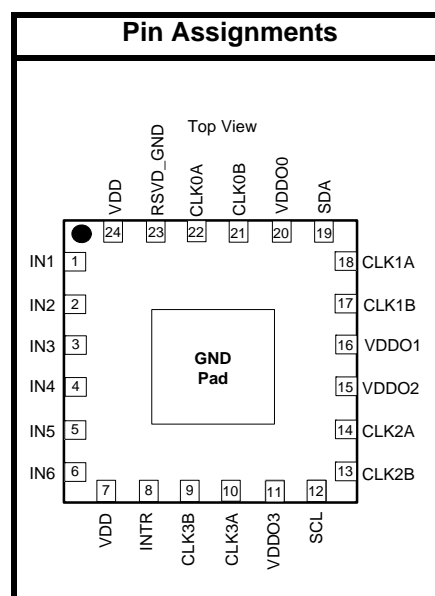 Pin Assignments
Top View
VDD
RSVD_GND
CLK0A
CLK0B
VDDO0
SDA
24
23
22
21
20
19
IN1 1
18 CLK1A
IN2 2
17 CLK1B
IN3 3
16 VDDO1
GND
Pad
IN4 4
15 VDDO2
IN5 5
14 CLK2A
IN6 6
13 CLK2B
7
8
9
10
11
12
VDD
INTR
CLK3B
CLK3A
VDDO3
SCL